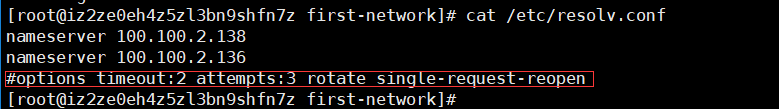 [root@iz2ze0eh4z5zl3bn9shfn7z first-network]# cat /etc/resolv.conf
nameserver 100.100.2.138
nameserver 100.100.2.136
#options timeout:2 attempts:3 rotate single-request-reopen
[root@iz2ze0eh4z5zl3bn9shfn7z first-network]#